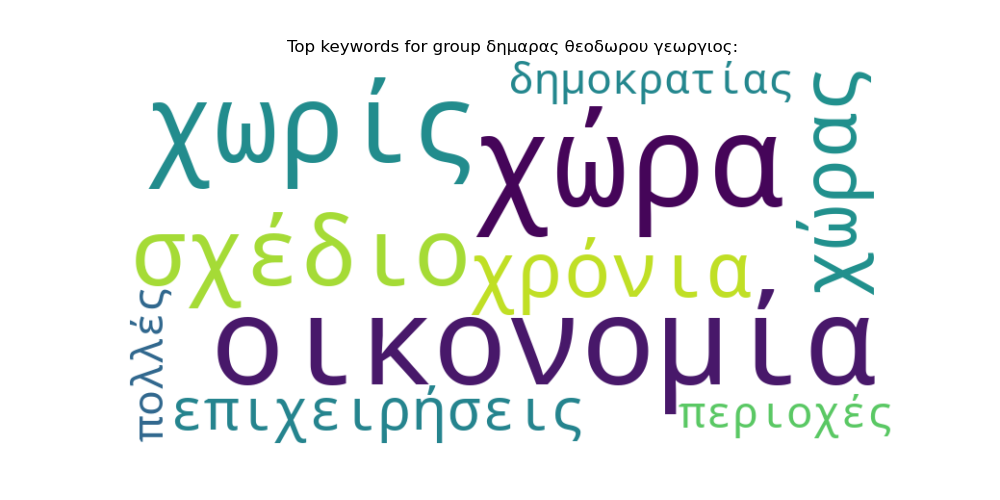 Top keywords for group δημαρας θεοδωρου γεωργιος:
δημοκρατίας
χωρίς
χώρα
χώρας
σχέδιο
χρόνια
πολλές
οικονομία
επιχειρήσεις
περιοχές